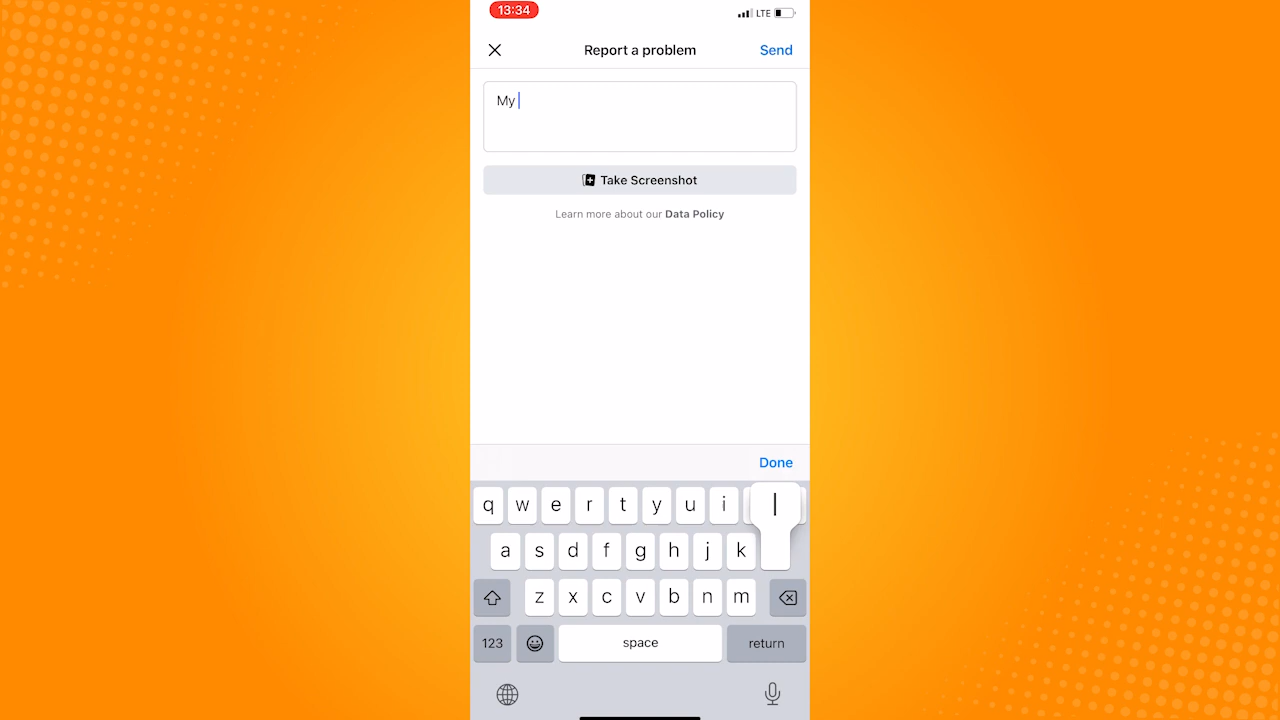 13:34
LTE
Report a problem
Send
My
Take Screenshot
Learn more about our Data Policy
Done
q w e r t y u i l
a s d f g h j k
z x c v b n m
123 space return